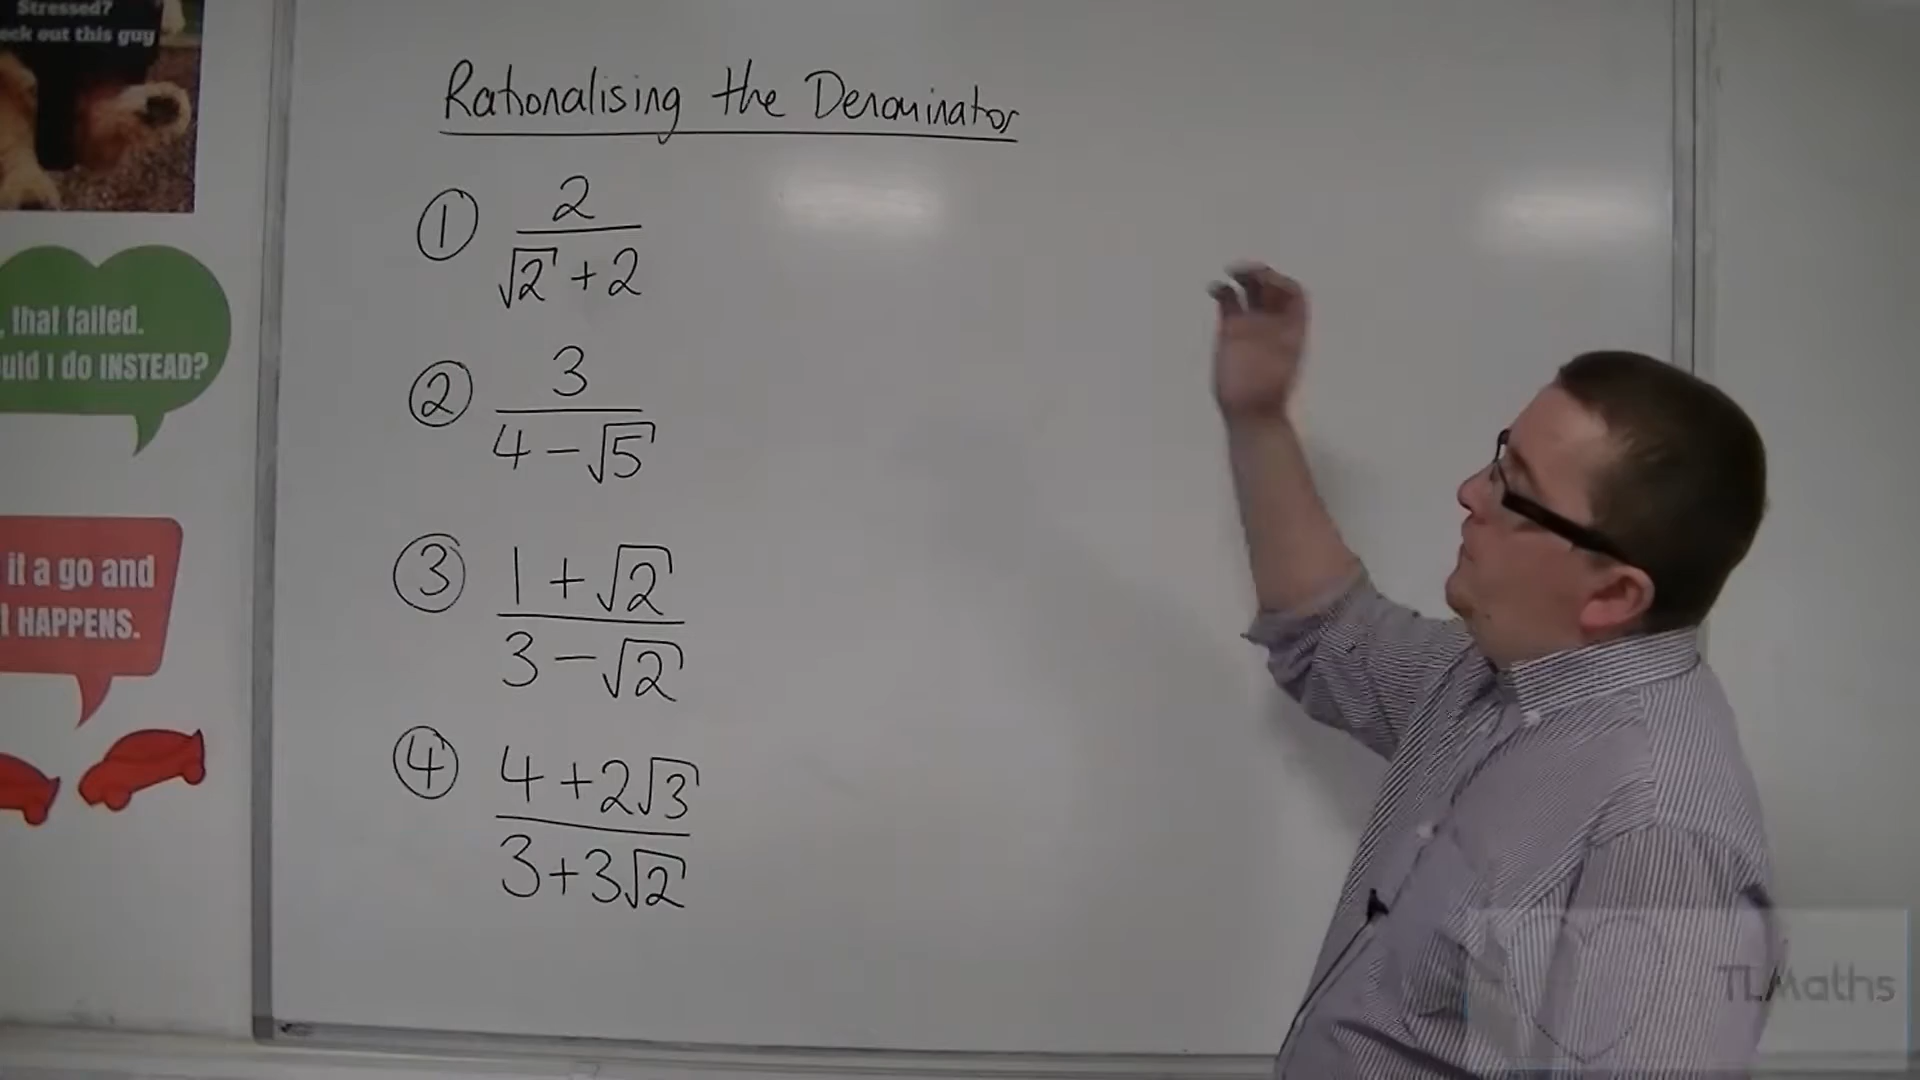 Stressed?
eck out this guy
, that failed.
uld I do INSTEAD?
it a go and
HAPPENS.
Rationalising the Denominator
① 2
√2 + 2
② 3
4 - √5
③ 1 + √2
3 - √2
④ 4 + 2√3
3 + 3√2
TLMaths